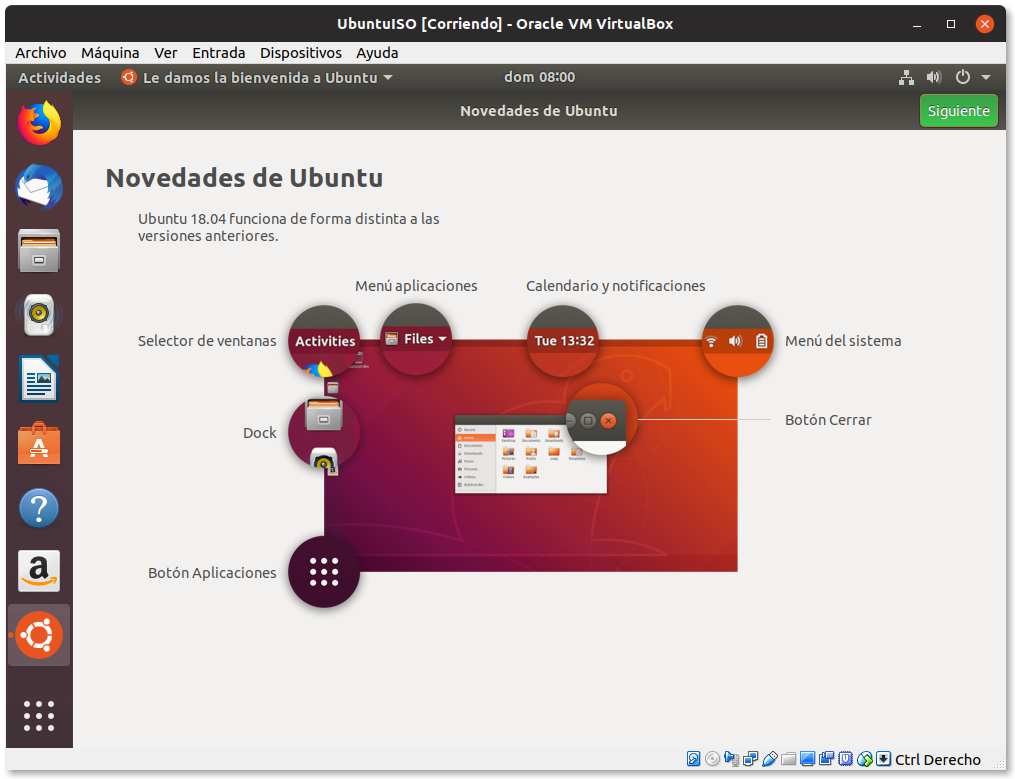 UbuntuISO [Corriendo] - Oracle VM VirtualBox
Archivo Máquina Ver Entrada Dispositivos Ayuda
Actividades Le damos la bienvenida a Ubuntu dom 08:00
Novedades de Ubuntu Siguiente
Novedades de Ubuntu
Ubuntu 18.04 funciona de forma distinta a las
versiones anteriores.
Menú aplicaciones Calendario y notificaciones
Selector de ventanas Activities Files Tue 13:32 Menú del sistema
Botón Cerrar
Dock
Botón Aplicaciones
Ctrl Derecho